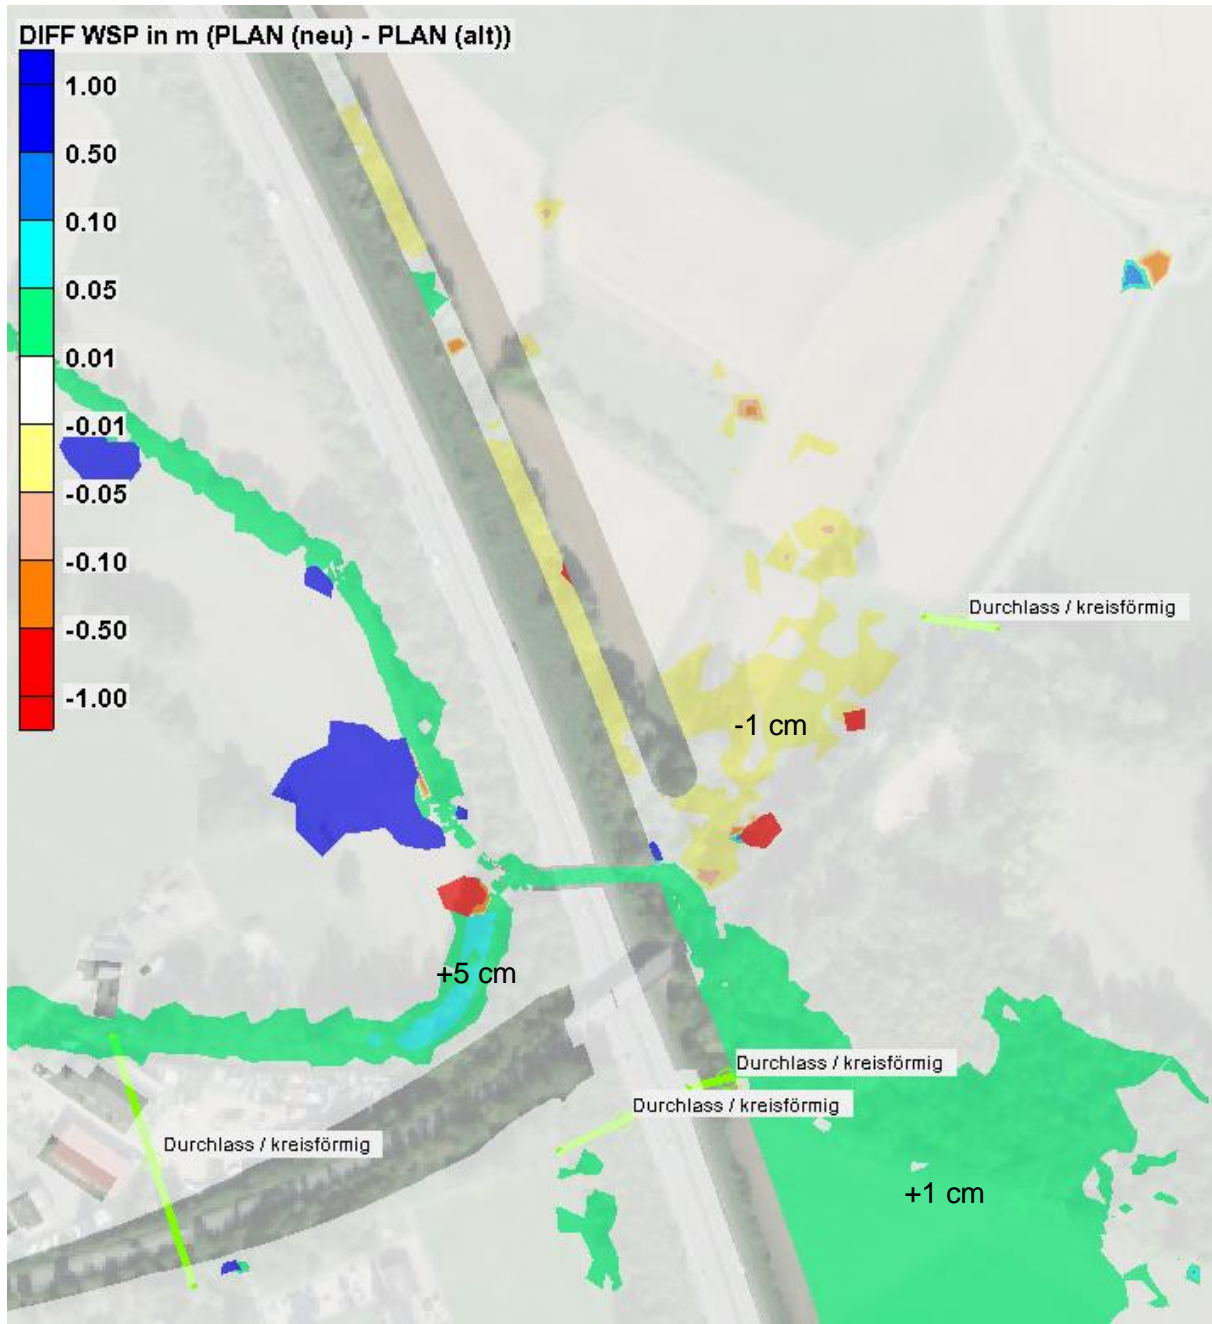 DIFF WSP in m (PLAN (neu) - PLAN (alt))
1.00
0.50
0.10
0.05
0.01
-0.01
-0.05
-0.10
-0.50
-1.00
Durchlass / kreisförmig
-1 cm
+5 cm
Durchlass / kreisförmig
Durchlass / kreisförmig
Durchlass / kreisförmig
+1 cm